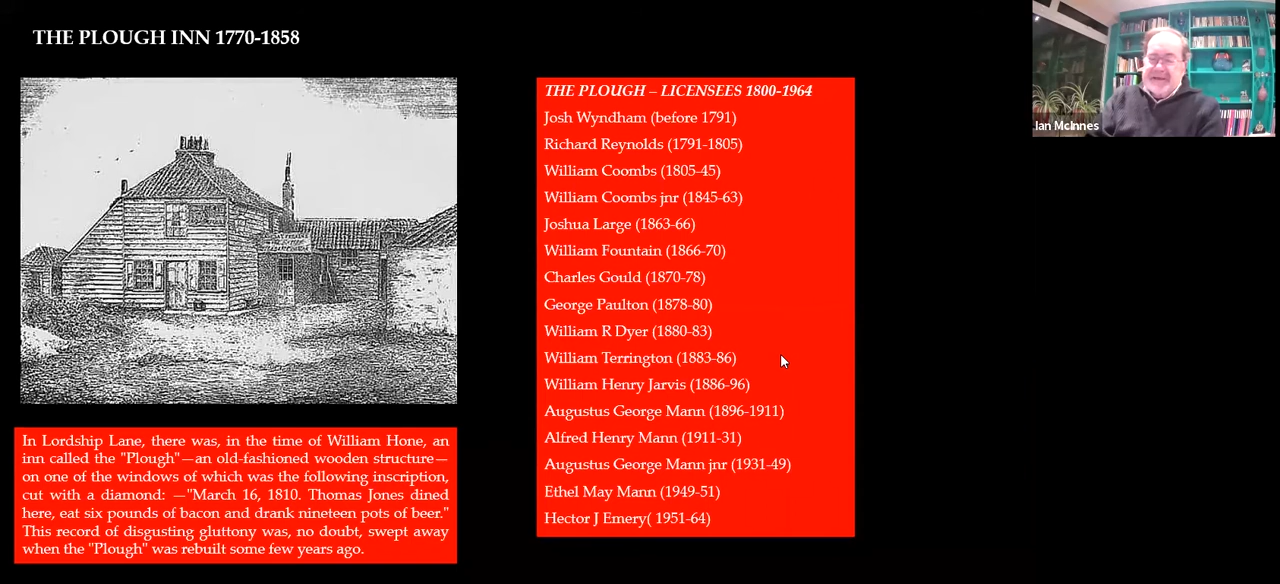 THE PLOUGH INN 1770-1858
In Lordship Lane, there was, in the time of William Hone, an
inn called the "Plough"—an old-fashioned wooden structure—
on one of the windows of which was the following inscription,
cut with a diamond: —"March 16, 1810. Thomas Jones dined
here, eat six pounds of bacon and drank nineteen pots of beer."
This record of disgusting gluttony was, no doubt, swept away
when the "Plough" was rebuilt some few years ago.
THE PLOUGH – LICENSEES 1800-1964
Josh Wyndham (before 1791)
Richard Reynolds (1791-1805)
William Coombs (1805-45)
William Coombs jnr (1845-63)
Joshua Large (1863-66)
William Fountain (1866-70)
Charles Gould (1870-78)
George Paulton (1878-80)
William R Dyer (1880-83)
William Terrington (1883-86)
William Henry Jarvis (1886-96)
Augustus George Mann (1896-1911)
Alfred Henry Mann (1911-31)
Augustus George Mann jnr (1931-49)
Ethel May Mann (1949-51)
Hector J Emery( 1951-64)
Ian McInnes